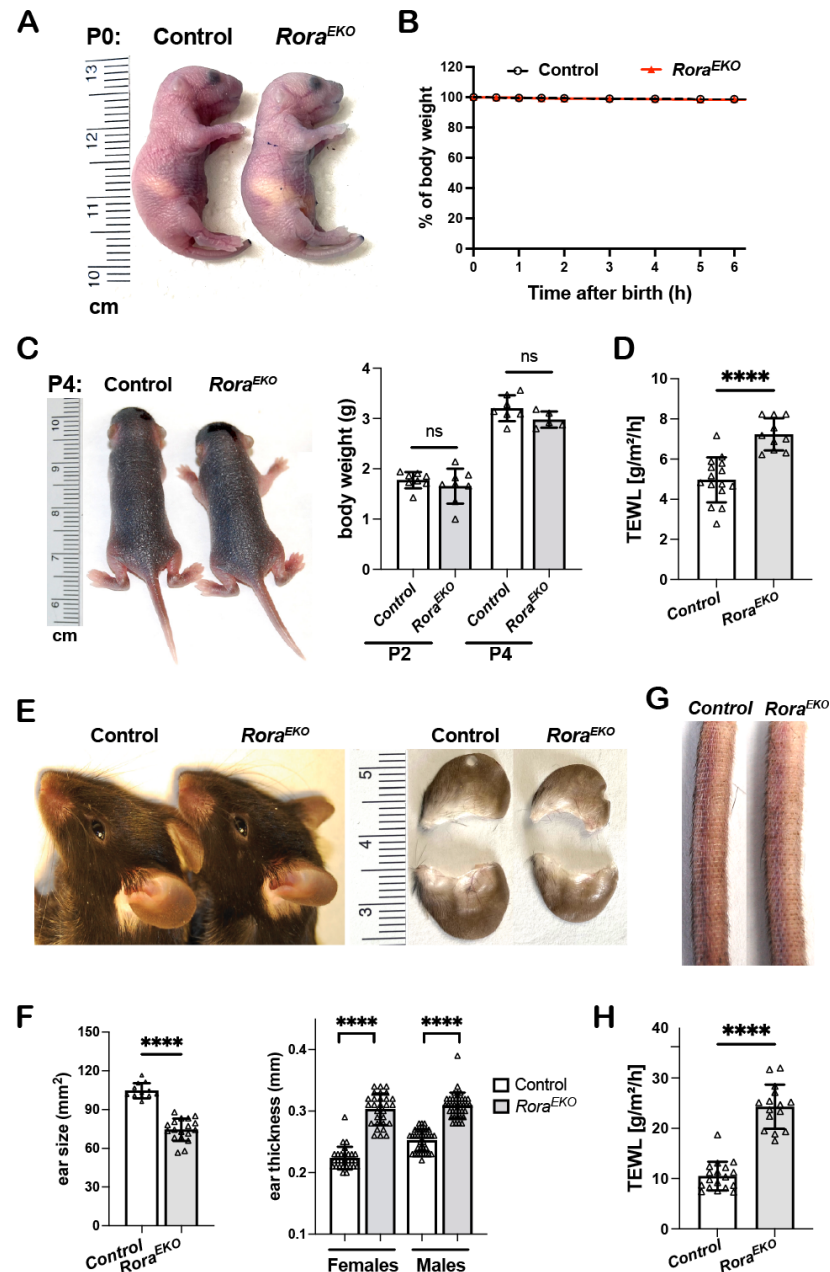 A
P0: Control Rora^EKO
13
12
11
10
cm
B
120
100
80
60
40
20
0
% of body weight
Control Rora^EKO
0 1 2 3 4 5 6
Time after birth (h)
C
P4: Control Rora^EKO
10
9
8
7
6
cm
4
3
2
1
0
body weight (g)
ns
ns
Control Rora^EKO Control Rora^EKO
P2 P4
D
10
8
6
4
2
0
TEWL [g/m²/h]
****
Control Rora^EKO
E
Control Rora^EKO
5
4
3
Control Rora^EKO
G
Control Rora^EKO
F
150
120
90
60
30
0
ear size (mm²)
****
Control Rora^EKO
0.4
0.3
0.2
0.1
ear thickness (mm)
**** ****
Control
Rora^EKO
Females Males
H
40
30
20
10
0
TEWL [g/m²/h]
****
Control Rora^EKO